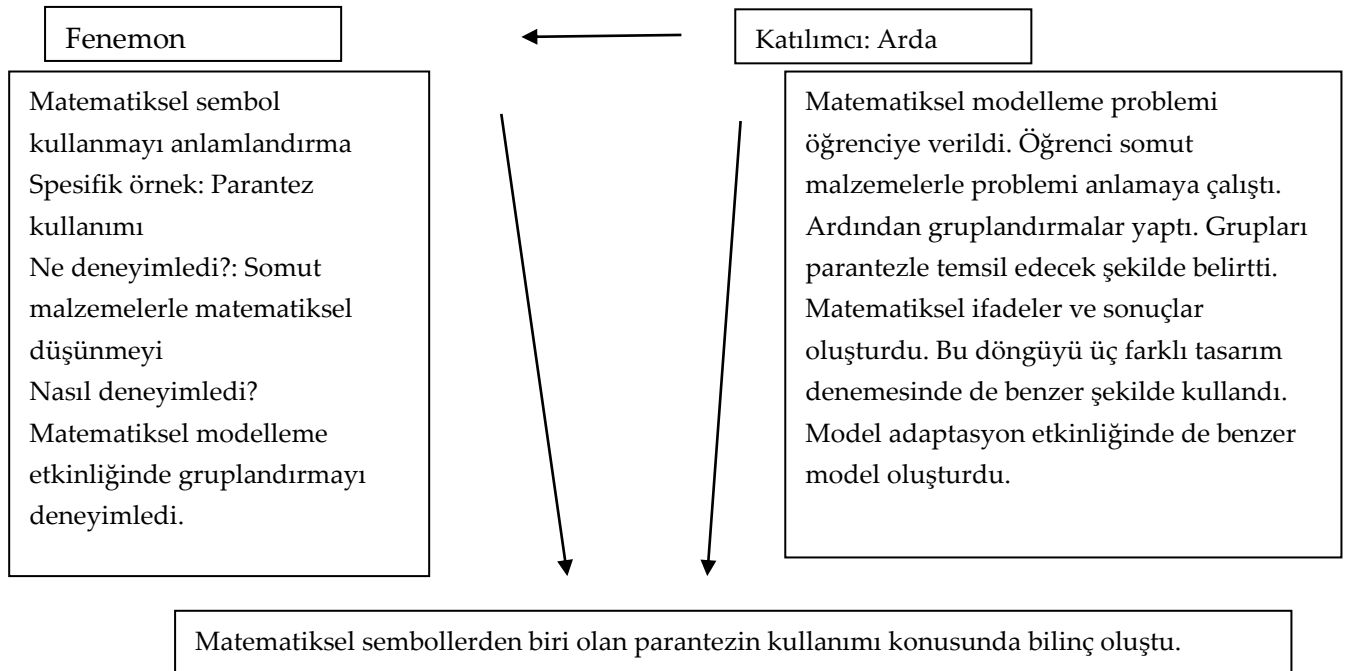 Fenemon
Katılımcı: Arda
Matematiksel sembol
kullanmayı anlamlandırma
Spesifik örnek: Parantez
kullanımı
Ne deneyimledi?: Somut
malzemelerle matematiksel
düşünmeyi
Nasıl deneyimledi?
Matematiksel modelleme
etkinliğinde gruplandırmayı
deneyimledi.
Matematiksel modelleme problemi
öğrenciye verildi. Öğrenci somut
malzemelerle problemi anlamaya çalıştı.
Ardından gruplandırmalar yaptı. Grupları
parantezle temsil edecek şekilde belirtti.
Matematiksel ifadeler ve sonuçlar
oluşturdu. Bu döngüyü üç farklı tasarım
denemesinde de benzer şekilde kullandı.
Model adaptasyon etkinliğinde de benzer
model oluşturdu.
Matematiksel sembollerden biri olan parantezin kullanımı konusunda bilinç oluştu.